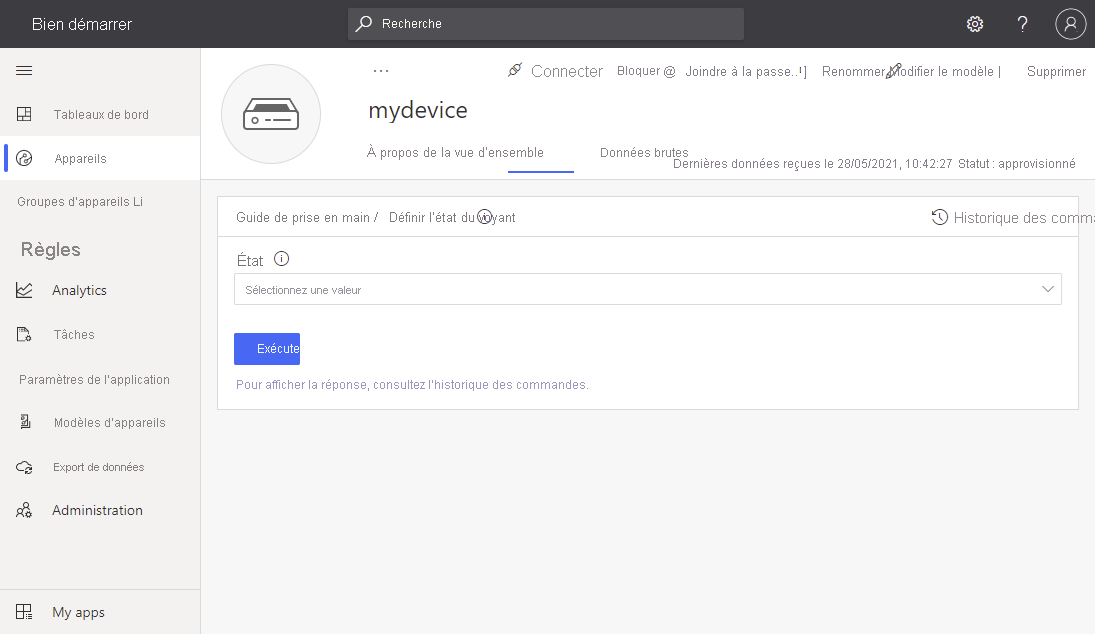 Bien démarrer
Recherche
?
Tableaux de bord
Appareils
Groupes d'appareils Li
Règles
Analytics
Tâches
Paramètres de l'application
Modèles d'appareils
Export de données
Administration
My apps
...
Connecter
Bloquer @
Joindre à la passe..!]
Renommer
Modifier le modèle |
Supprimer
mydevice
À propos de la vue d'ensemble
Données brutes
Dernières données reçues le 28/05/2021, 10:42:27 Statut : approvisionné
Guide de prise en main / Définir l'état du voyant
Historique des comma
État
Sélectionnez une valeur
Exécute
Pour afficher la réponse, consultez l'historique des commandes.